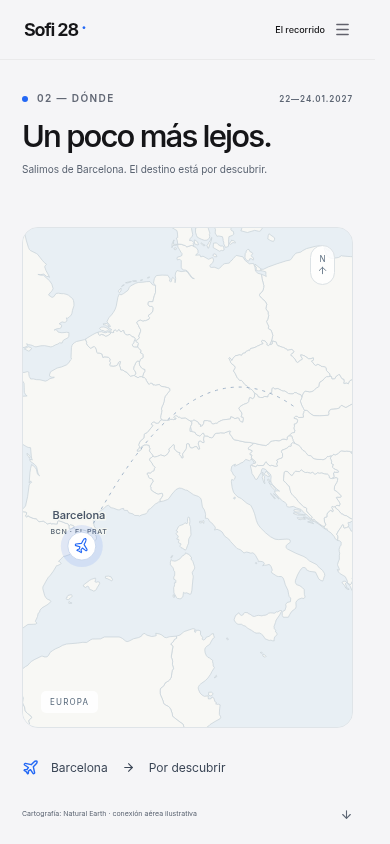 Sofi 28
El recorrido
02 — DÓNDE
22—24.01.2027
Un poco más lejos.
Salimos de Barcelona. El destino está por descubrir.
N
Barcelona
BCN · EL PRAT
EUROPA
Barcelona → Por descubrir
Cartografía: Natural Earth · conexión aérea ilustrativa